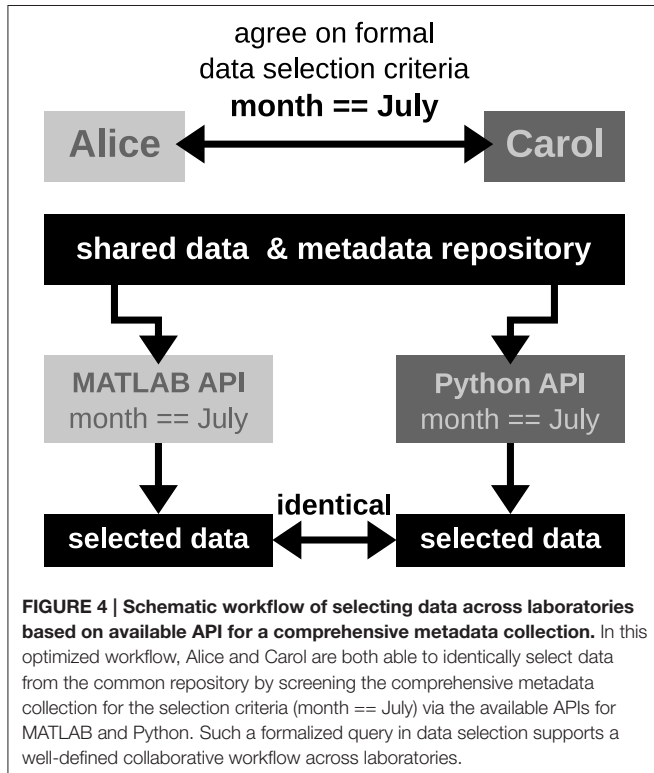 agree on formal
data selection criteria
month == July
Alice
Carol
shared data & metadata repository
MATLAB API
month == July
Python API
month == July
identical
selected data
selected data
FIGURE 4 | Schematic workflow of selecting data across laboratories
based on available API for a comprehensive metadata collection. In this
optimized workflow, Alice and Carol are both able to identically select data
from the common repository by screening the comprehensive metadata
collection for the selection criteria (month == July) via the available APIs for
MATLAB and Python. Such a formalized query in data selection supports a
well-defined collaborative workflow across laboratories.